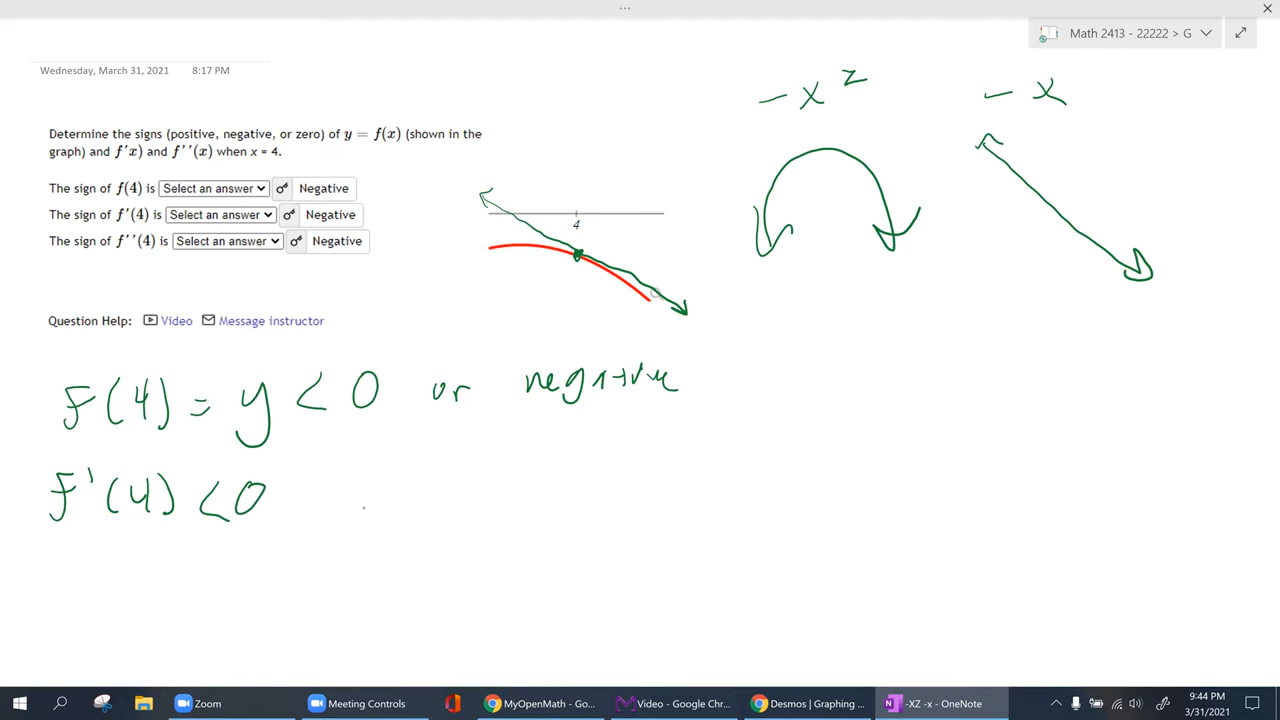 Math 2413 - 22222 > G
Wednesday, March 31, 2021 8:17 PM
- x²
- x
Determine the signs (positive, negative, or zero) of y = f(x) (shown in the
graph) and f'x) and f''(x) when x = 4.
The sign of f(4) is Select an answer Negative
The sign of f'(4) is Select an answer Negative
The sign of f''(4) is Select an answer Negative
4
Question Help: Video Message instructor
f(4) = y < 0 or negative
f'(4) < 0
Zoom
Meeting Controls
MyOpenMath - Go...
Video - Google Chr...
Desmos | Graphing ...
-XZ -x - OneNote
9:44 PM
3/31/2021